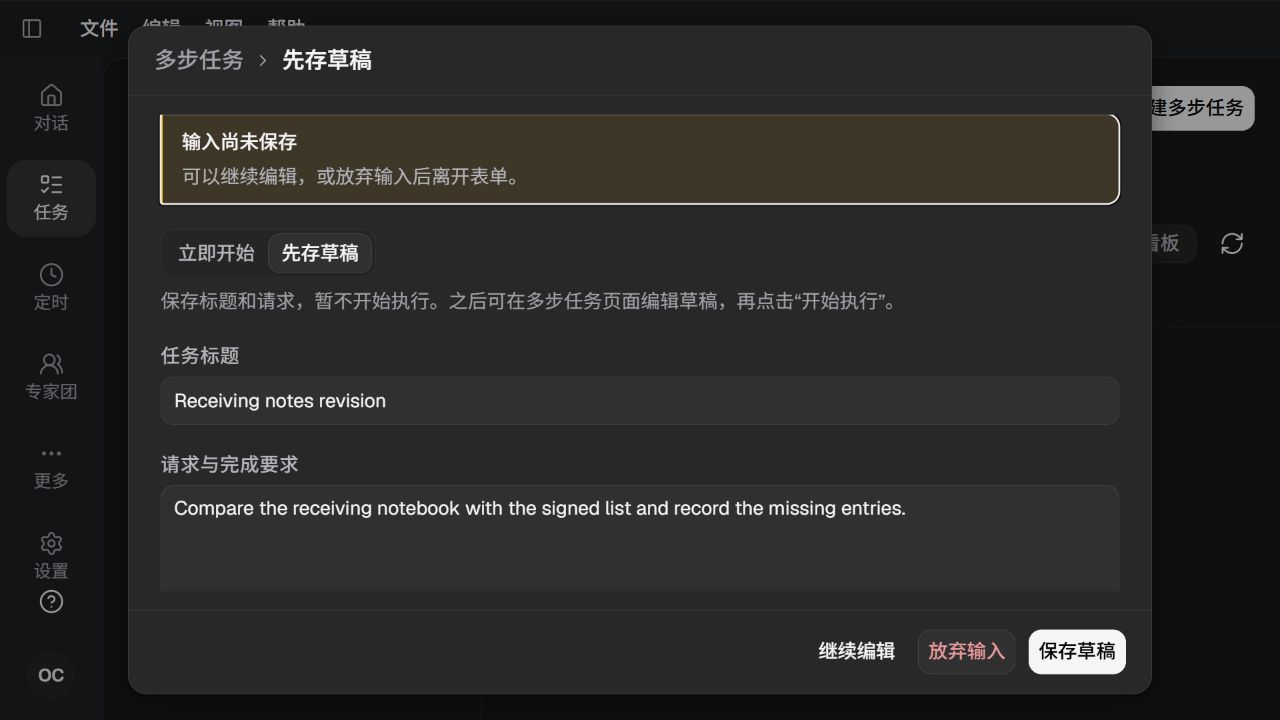 文件
多步任务 > 先存草稿
对话
任务
定时
专家团
更多
设置
OC
建多步任务
看板
输入尚未保存
可以继续编辑，或放弃输入后离开表单。
立即开始 先存草稿
保存标题和请求，暂不开始执行。之后可在多步任务页面编辑草稿，再点击“开始执行”。
任务标题
Receiving notes revision
请求与完成要求
Compare the receiving notebook with the signed list and record the missing entries.
继续编辑 放弃输入 保存草稿